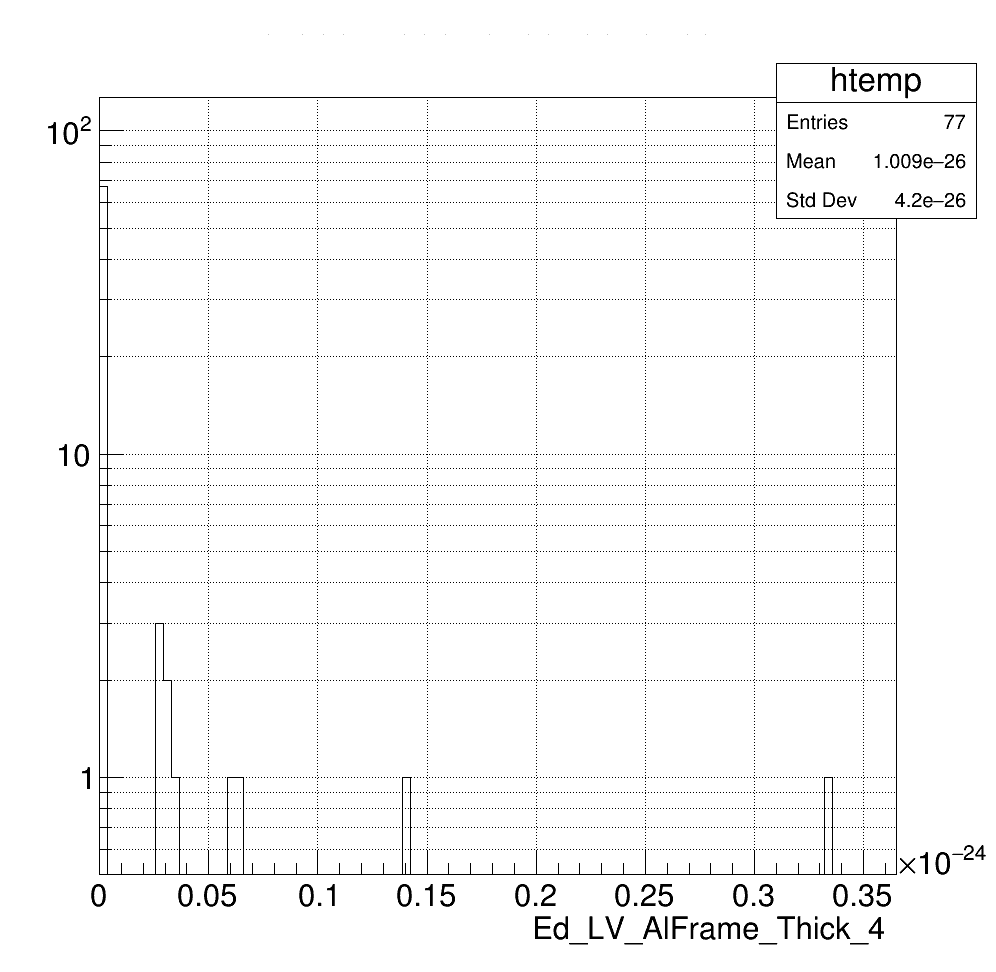 htemp
Entries 77
Mean 1.009e−26
Std Dev 4.2e−26
10²
10
1
0 0.05 0.1 0.15 0.2 0.25 0.3 0.35
×10⁻²⁴
Ed_LV_AlFrame_Thick_4